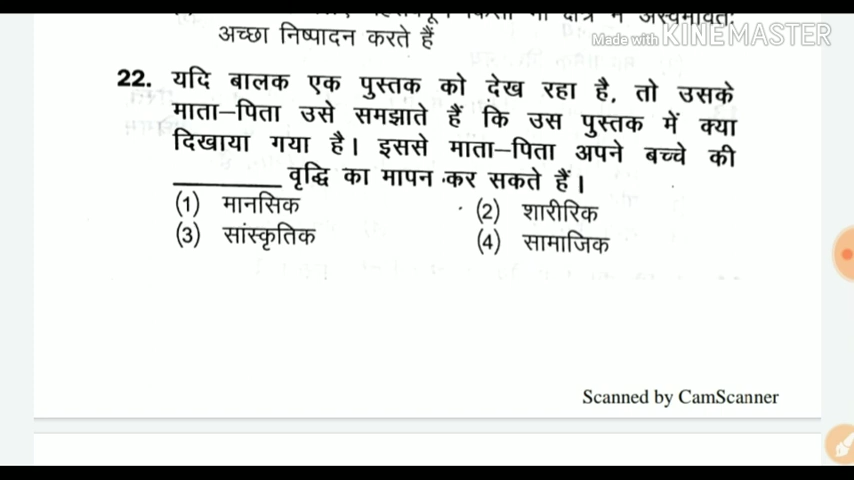 अच्छा निष्पादन करते हैं
Made with KINEMASTER
22. यदि बालक एक पुस्तक को देख रहा है, तो उसके
माता–पिता उसे समझाते हैं कि उस पुस्तक में क्या
दिखाया गया है। इससे माता–पिता अपने बच्चे की
_________ वृद्धि का मापन कर सकते हैं।
(1) मानसिक (2) शारीरिक
(3) सांस्कृतिक (4) सामाजिक
Scanned by CamScanner